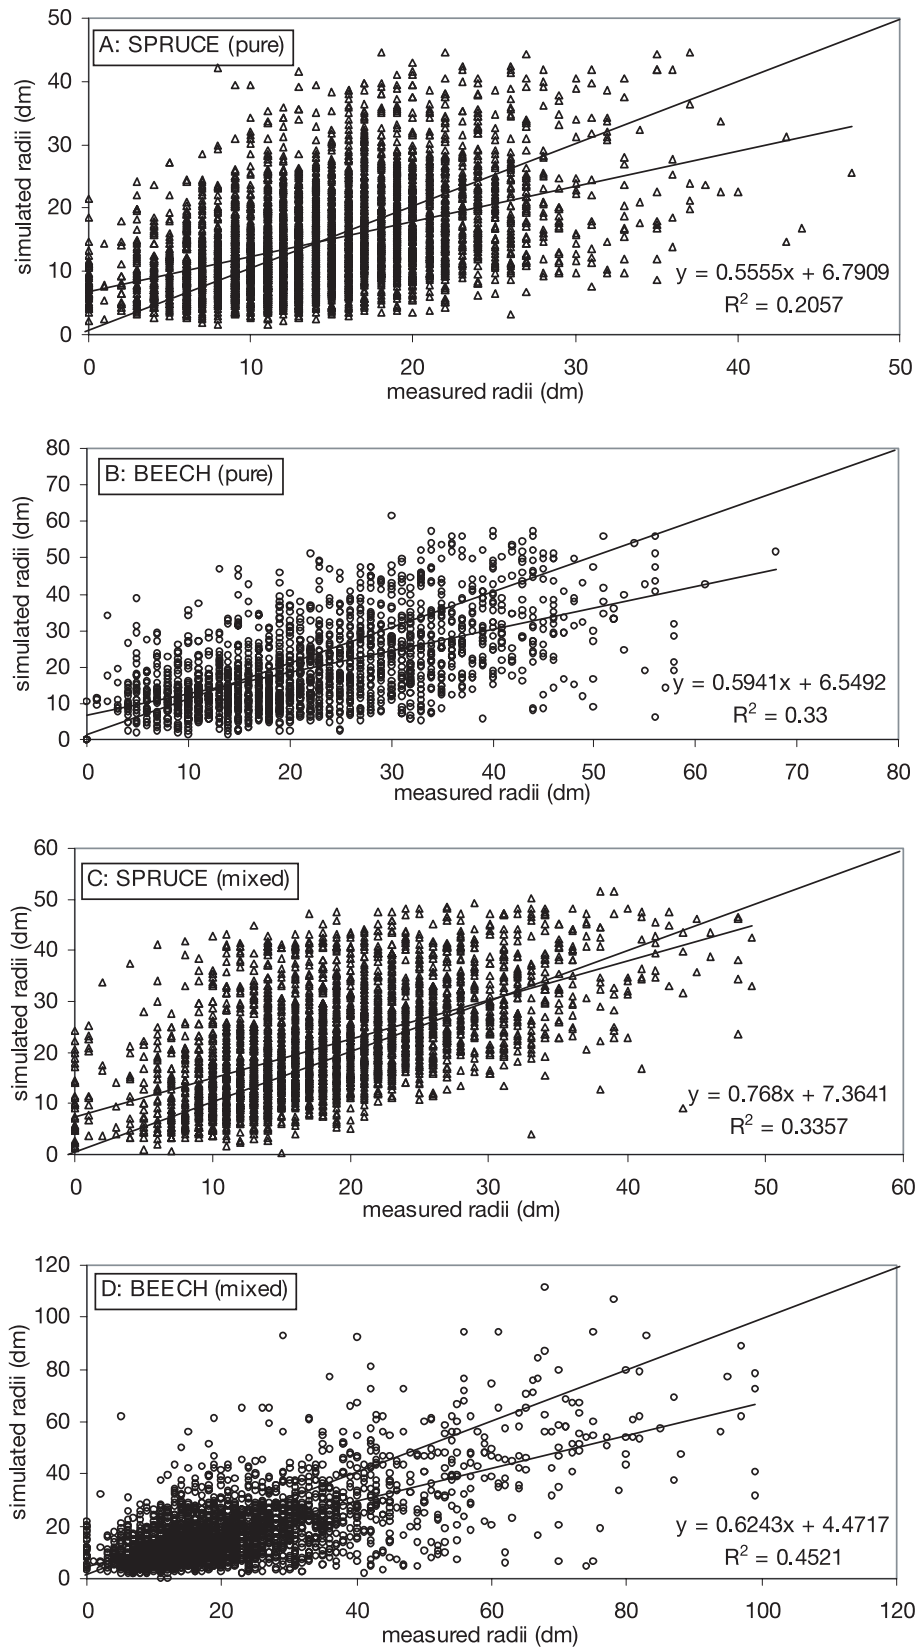 A: SPRUCE (pure)
simulated radii (dm)
50
40
30
20
10
0
y = 0.5555x + 6.7909
R² = 0.2057
0 10 20 30 40 50
measured radii (dm)
B: BEECH (pure)
simulated radii (dm)
80
70
60
50
40
30
20
10
0
y = 0.5941x + 6.5492
R² = 0.33
0 10 20 30 40 50 60 70 80
measured radii (dm)
C: SPRUCE (mixed)
simulated radii (dm)
60
50
40
30
20
10
0
y = 0.768x + 7.3641
R² = 0.3357
0 10 20 30 40 50 60
measured radii (dm)
D: BEECH (mixed)
simulated radii (dm)
120
100
80
60
40
20
0
y = 0.6243x + 4.4717
R² = 0.4521
0 20 40 60 80 100 120
measured radii (dm)